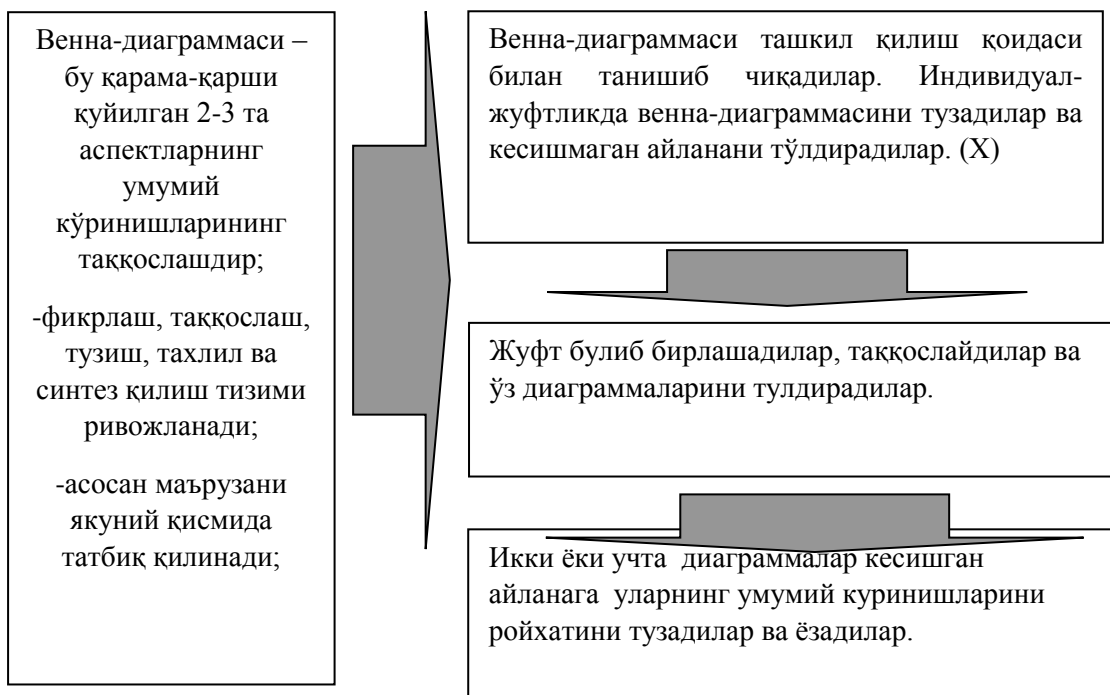 Венна-диаграммаси –
бу қарама-қарши
қуйилган 2-3 та
аспектларнинг
умумий
кўринишларининг
таққослашдир;
-фикрлаш, таққослаш,
тузиш, тахлил ва
синтез қилиш тизими
ривожланади;
-асосан маърузани
якуний қисмида
татбиқ қилинади;
Венна-диаграммаси ташкил қилиш қоидаси
билан танишиб чиқадилар. Индивидуал-
жуфтликда венна-диаграммасини тузадилар ва
кесишмаган айланани тўлдирадилар. (Х)
Жуфт булиб бирлашадилар, таққослайдилар ва
ўз диаграммаларини тулдирадилар.
Икки ёки учта диаграммалар кесишган
айланага уларнинг умумий куринишларини
ройхатини тузадилар ва ёзадилар.